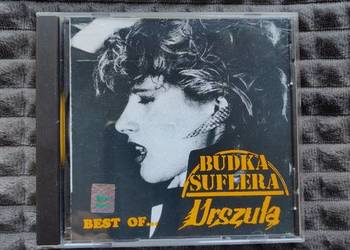 BUDKA
SUFLERA
BEST OF...
Urszula